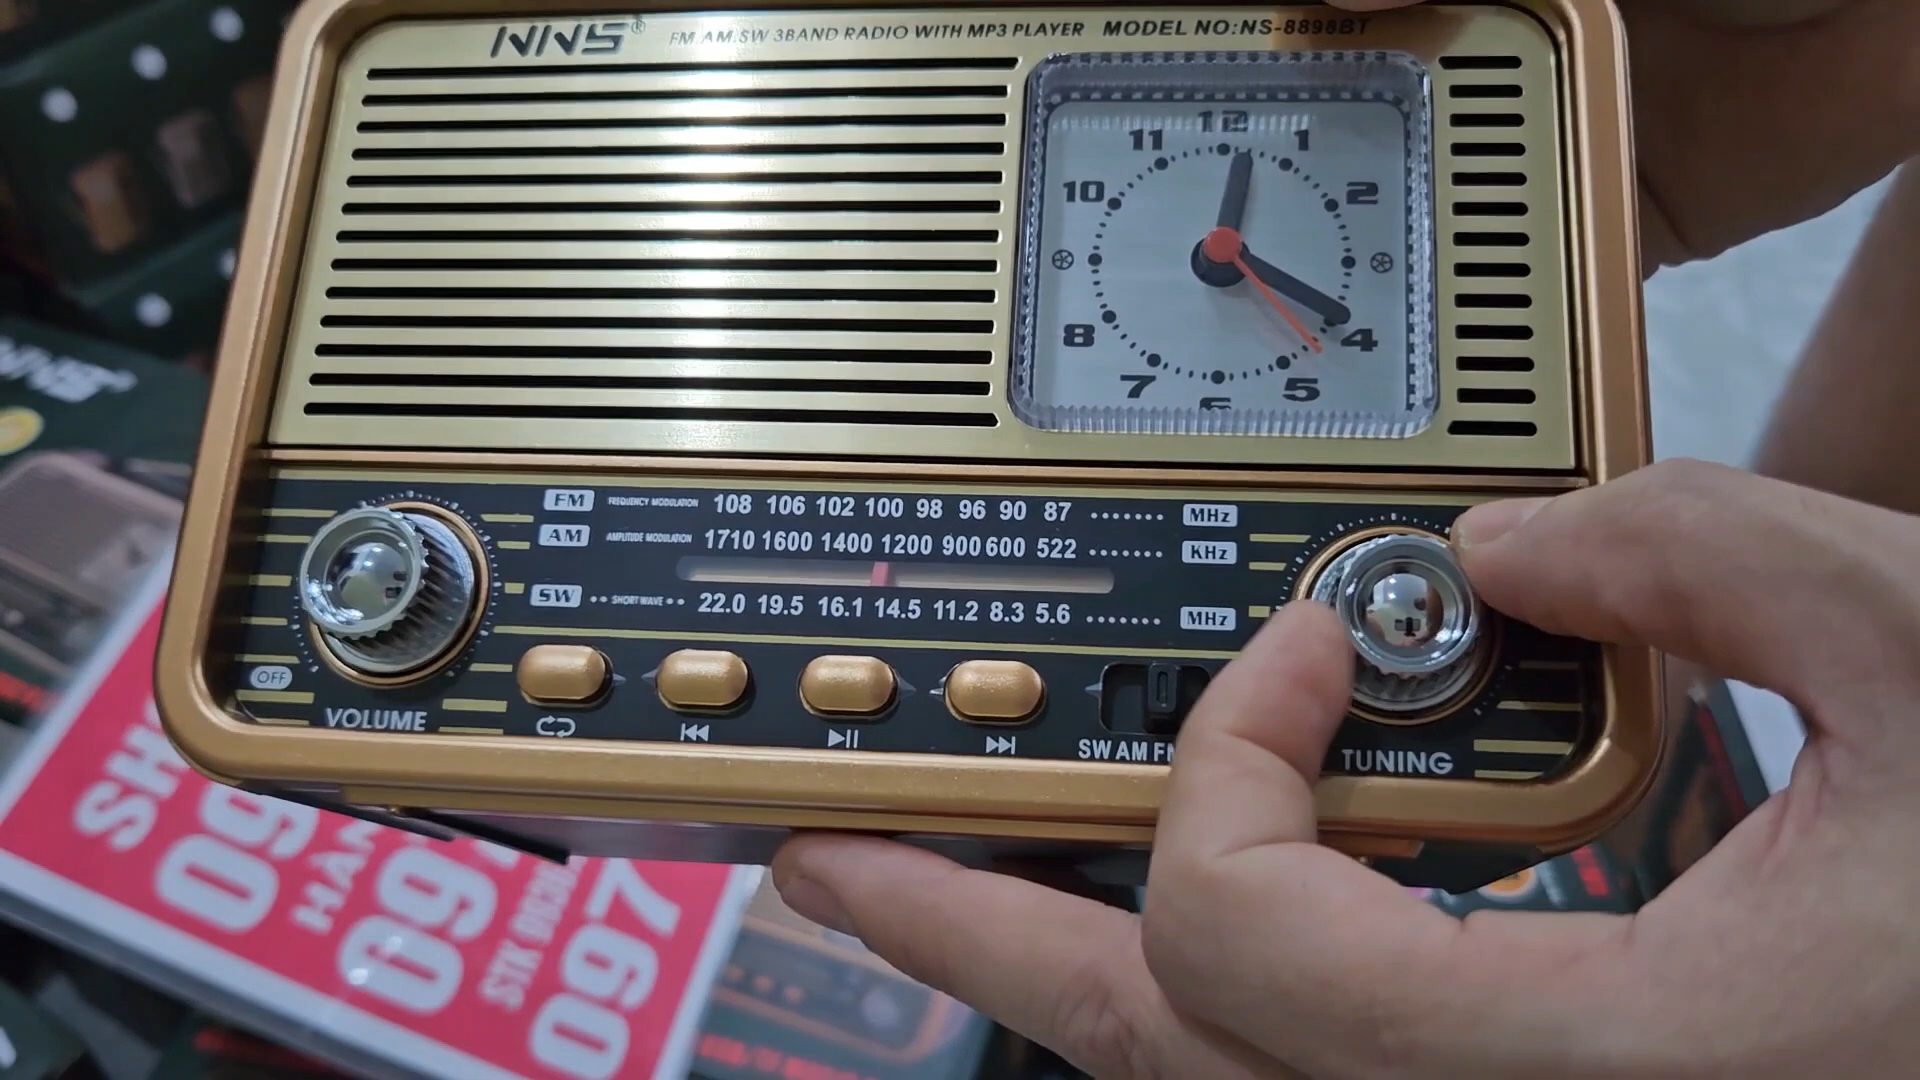 NNS® FM AM SW 3BAND RADIO WITH MP3 PLAYER MODEL NO:NS-8898BT
12
11 1
10 2
8 4
7 5
6
FM FREQUENCY MODULATION 108 106 102 100 98 96 90 87 ······· MHz
AM AMPLITUDE MODULATION 1710 1600 1400 1200 900 600 522 ······· KHz
SW •• SHORT WAVE •• 22.0 19.5 16.1 14.5 11.2 8.3 5.6 ······· MHz
OFF
VOLUME
SW AM
TUNING
097